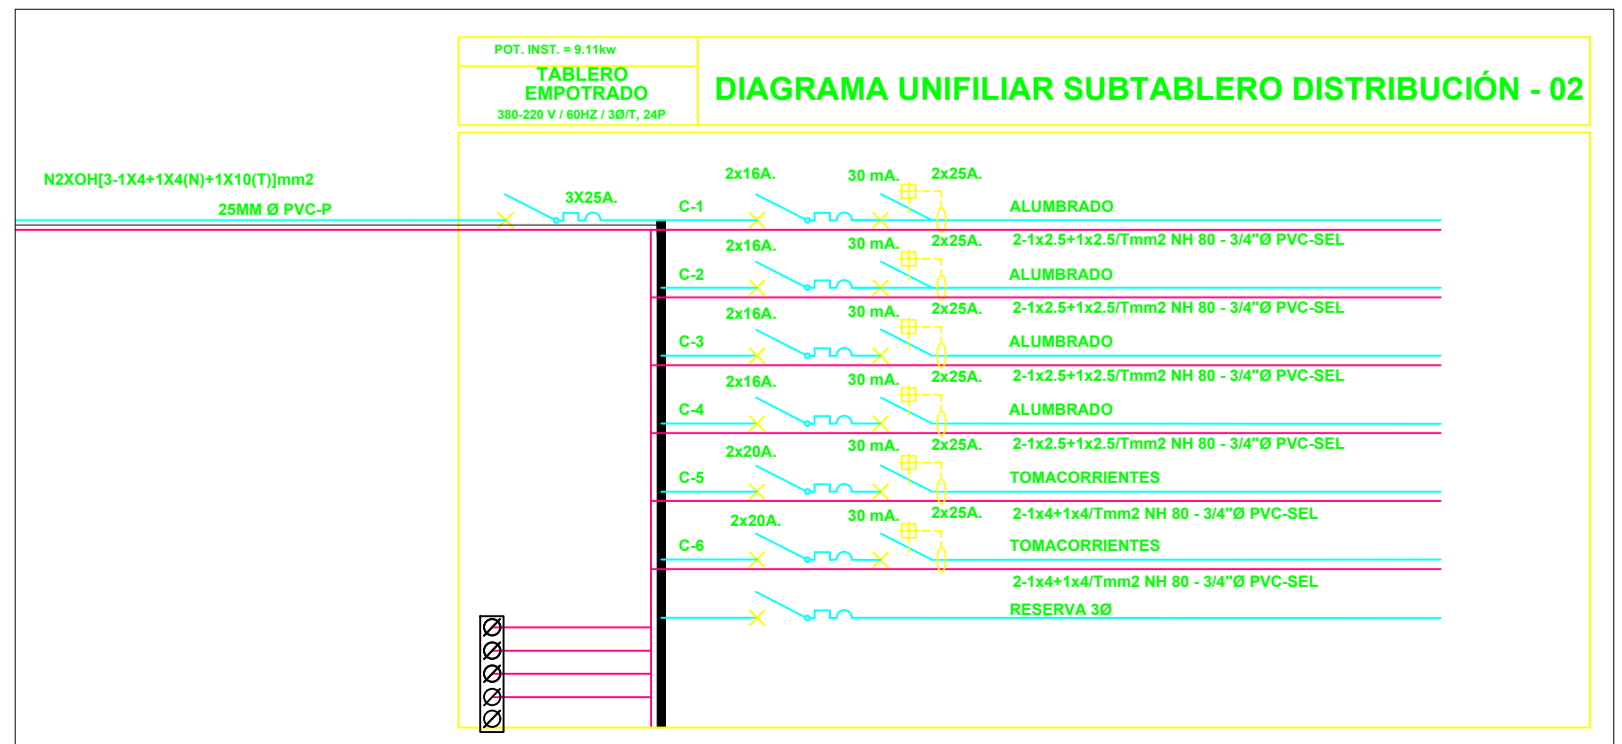 POT. INST. = 9.11kw
TABLERO
EMPOTRADO
380-220 V / 60HZ / 3Ø/T, 24P
DIAGRAMA UNIFILIAR SUBTABLERO DISTRIBUCIÓN - 02
N2XOH[3-1X4+1X4(N)+1X10(T)]mm2
25MM Ø PVC-P
3X25A.
C-1
2x16A.
30 mA.
2x25A.
ALUMBRADO
2-1x2.5+1x2.5/Tmm2 NH 80 - 3/4"Ø PVC-SEL
C-2
2x16A.
30 mA.
2x25A.
ALUMBRADO
2-1x2.5+1x2.5/Tmm2 NH 80 - 3/4"Ø PVC-SEL
C-3
2x16A.
30 mA.
2x25A.
ALUMBRADO
2-1x2.5+1x2.5/Tmm2 NH 80 - 3/4"Ø PVC-SEL
C-4
2x16A.
30 mA.
2x25A.
ALUMBRADO
2-1x2.5+1x2.5/Tmm2 NH 80 - 3/4"Ø PVC-SEL
C-5
2x20A.
30 mA.
2x25A.
TOMACORRIENTES
2-1x4+1x4/Tmm2 NH 80 - 3/4"Ø PVC-SEL
C-6
2x20A.
30 mA.
2x25A.
TOMACORRIENTES
2-1x4+1x4/Tmm2 NH 80 - 3/4"Ø PVC-SEL
RESERVA 3Ø